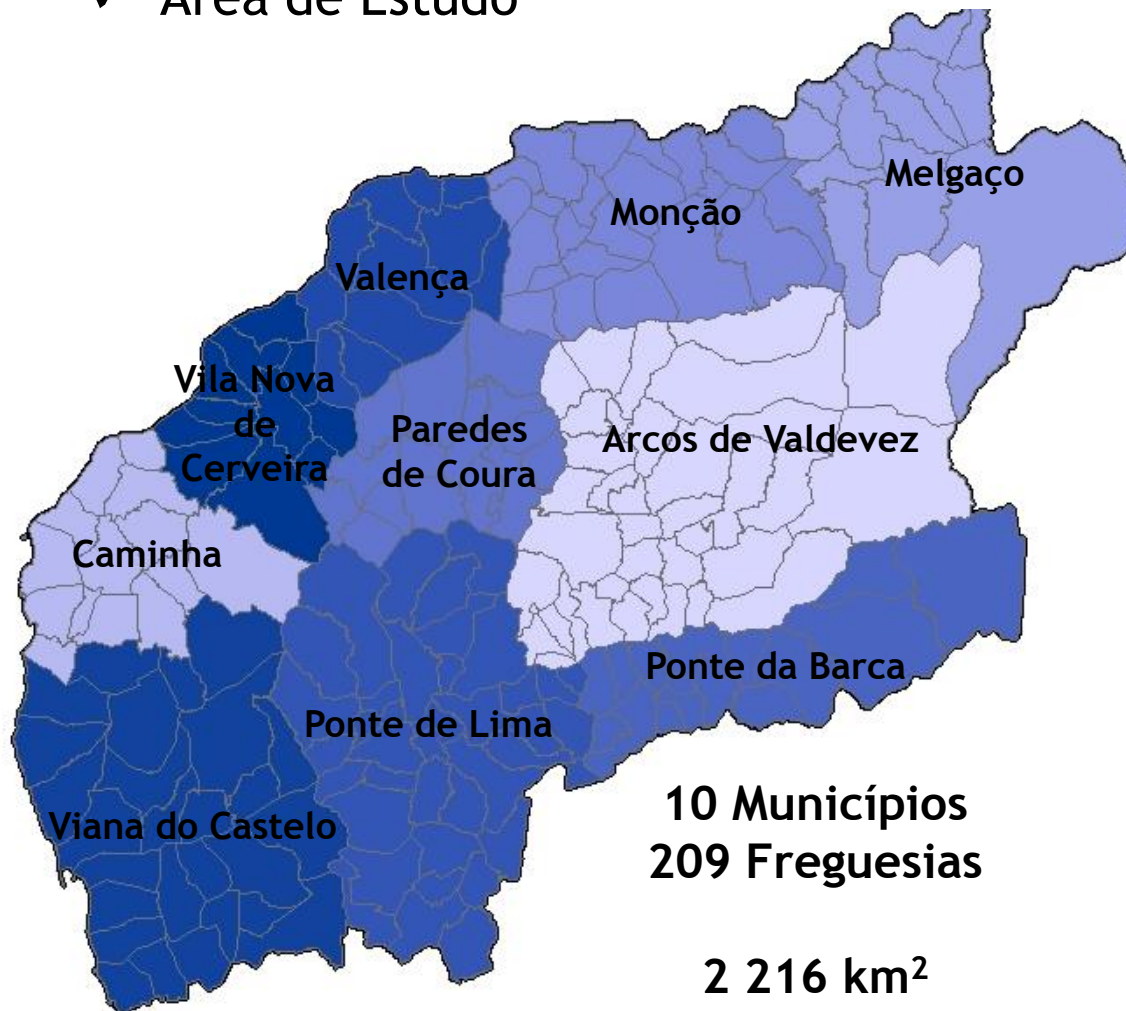 ✓ Área de Estudo
Melgaço
Monção
Valença
Vila Nova
de
Cerveira
Paredes
de Coura
Arcos de Valdevez
Caminha
Ponte da Barca
Ponte de Lima
Viana do Castelo
10 Municípios
209 Freguesias
2 216 km²